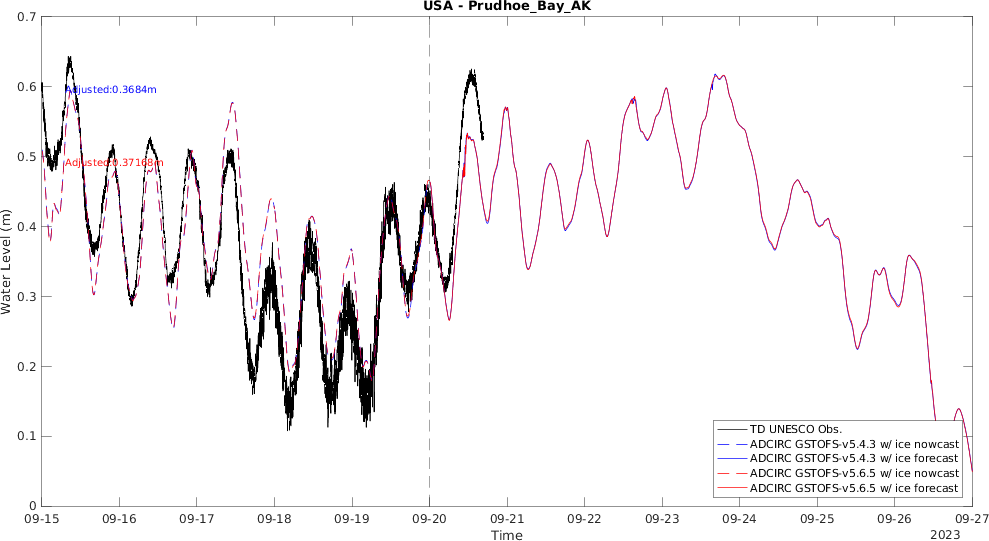 USA - Prudhoe_Bay_AK
0.7
0.6
0.5
0.4
0.3
0.2
0.1
0
Water Level (m)
Adjusted:0.3684m
Adjusted:0.37168m
TD UNESCO Obs.
ADCIRC GSTOFS-v5.4.3 w/ ice nowcast
ADCIRC GSTOFS-v5.4.3 w/ ice forecast
ADCIRC GSTOFS-v5.6.5 w/ ice nowcast
ADCIRC GSTOFS-v5.6.5 w/ ice forecast
09-15 09-16 09-17 09-18 09-19 09-20 09-21 09-22 09-23 09-24 09-25 09-26 09-27
Time
2023